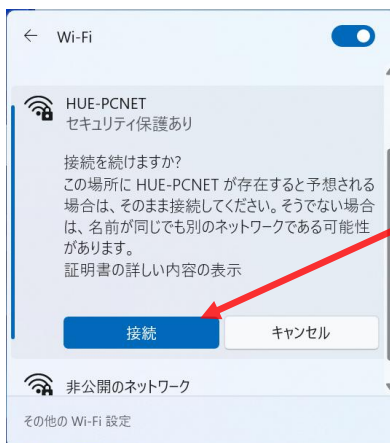 ← Wi-Fi
HUE-PCNET
セキュリティ保護あり
接続を続けますか?
この場所に HUE-PCNET が存在すると予想される
場合は、そのまま接続してください。そうでない場合
は、名前が同じでも別のネットワークである可能性
があります。
証明書の詳しい内容の表示
接続 キャンセル
非公開のネットワーク
その他の Wi-Fi 設定